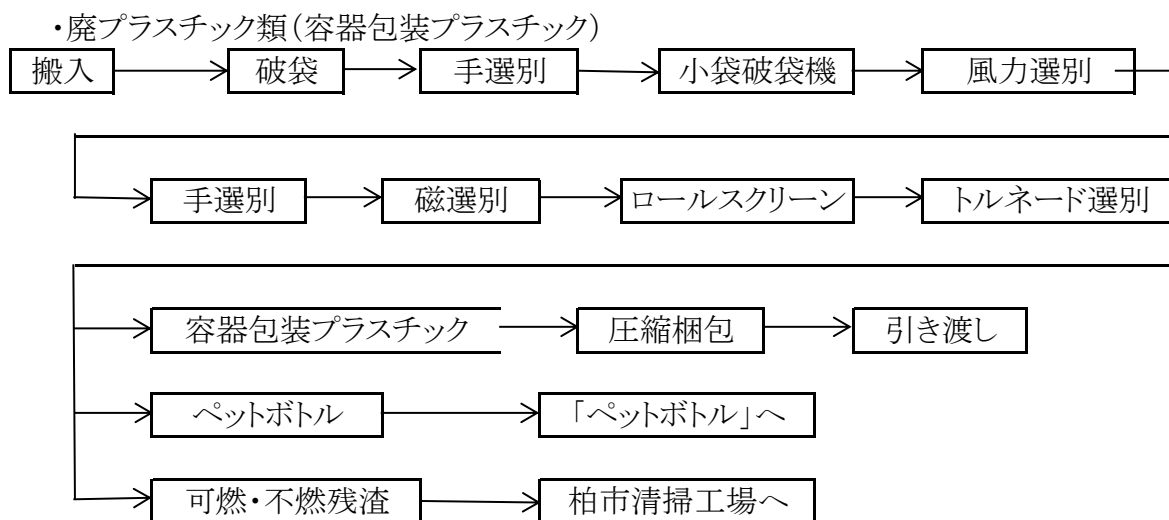 ・廃プラスチック類(容器包装プラスチック)
搬入 破袋 手選別 小袋破袋機 風力選別
手選別 磁選別 ロールスクリーン トルネード選別
容器包装プラスチック 圧縮梱包 引き渡し
ペットボトル 「ペットボトル」へ
可燃・不燃残渣 柏市清掃工場へ